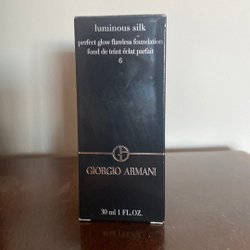 luminous silk
perfect glow flawless foundation
fond de teint éclat parfait
6
GIORGIO ARMANI
30 ml 1 FL.OZ.